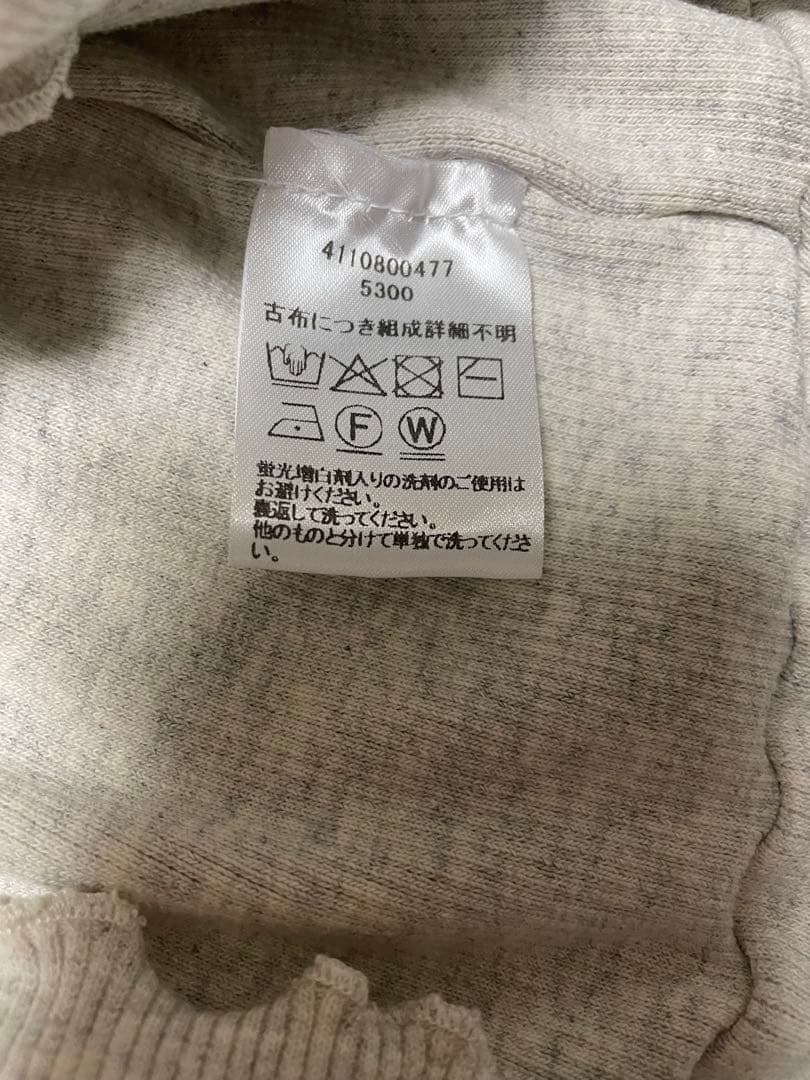 4110800477
5300
古布につき組成詳細不明
F W
蛍光増白剤入りの洗剤のご使用は
お避けください。
裏返して洗ってください。
他のものと分けて単独で洗ってくださ
い。